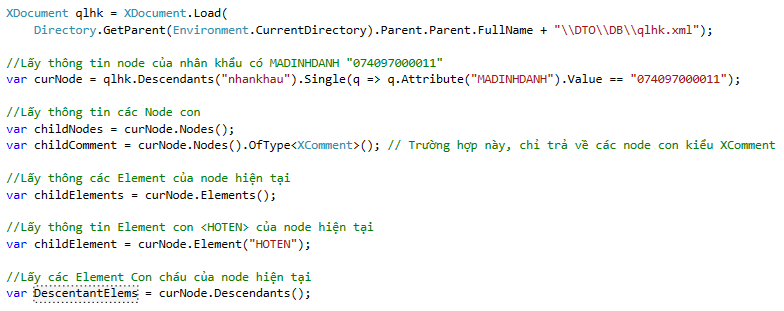 XDocument qlhk = XDocument.Load(
Directory.GetParent(Environment.CurrentDirectory).Parent.Parent.FullName + "\\DTO\\DB\\qlhk.xml");
//Lấy thông tin node của nhân khẩu có MADINHDANH "074097000011"
var curNode = qlhk.Descendants("nhankhau").Single(q => q.Attribute("MADINHDANH").Value == "074097000011");
//Lấy thông tin các Node con
var childNodes = curNode.Nodes();
var childComment = curNode.Nodes().OfType<XComment>(); // Trường hợp này, chỉ trả về các node con kiểu XComment
//Lấy thông các Element của node hiện tại
var childElements = curNode.Elements();
//Lấy thông tin Element con <HOTEN> của node hiện tại
var childElement = curNode.Element("HOTEN");
//Lấy các Element Con cháu của node hiện tại
var DescentantElems = curNode.Descendants();